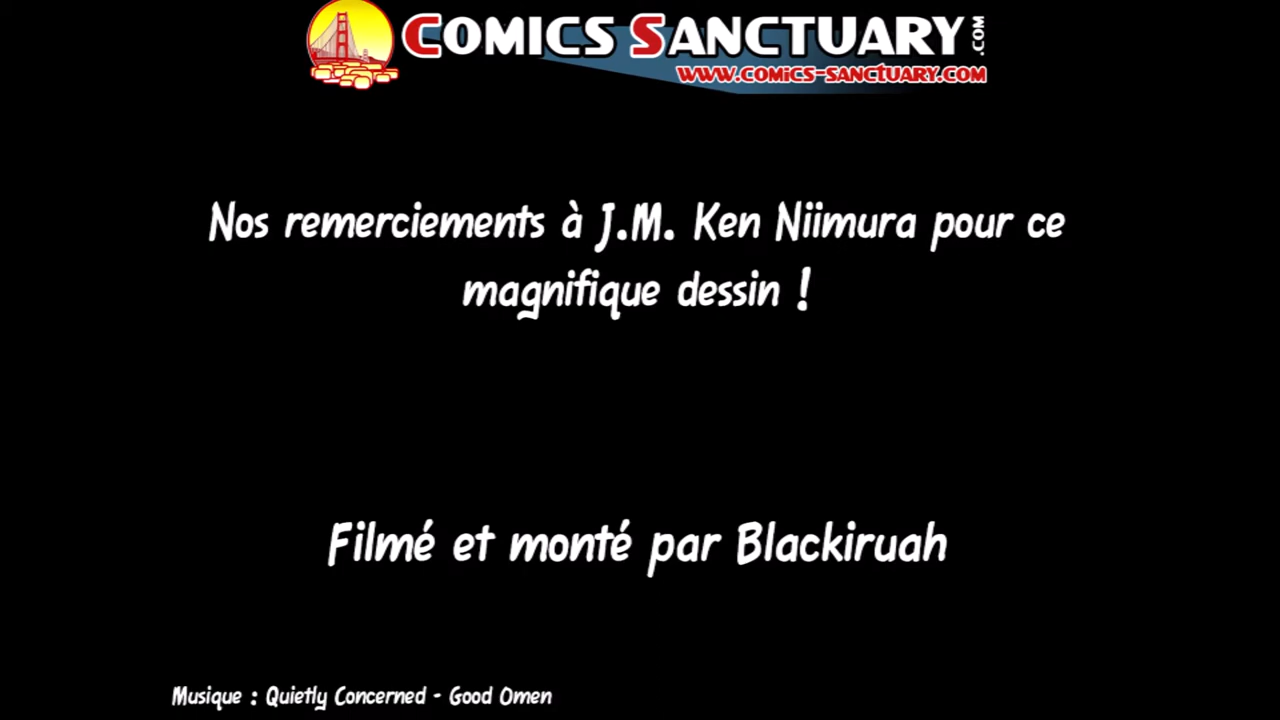 Comics Sanctuary .com
www.comics-sanctuary.com
Nos remerciements à J.M. Ken Niimura pour ce
magnifique dessin !
Filmé et monté par Blackiruah
Musique : Quietly Concerned - Good Omen